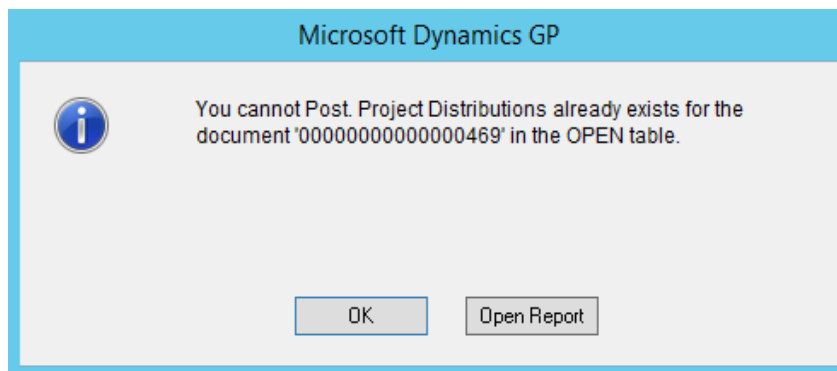 Microsoft Dynamics GP
You cannot Post. Project Distributions already exists for the
document '00000000000000469' in the OPEN table.
OK
Open Report